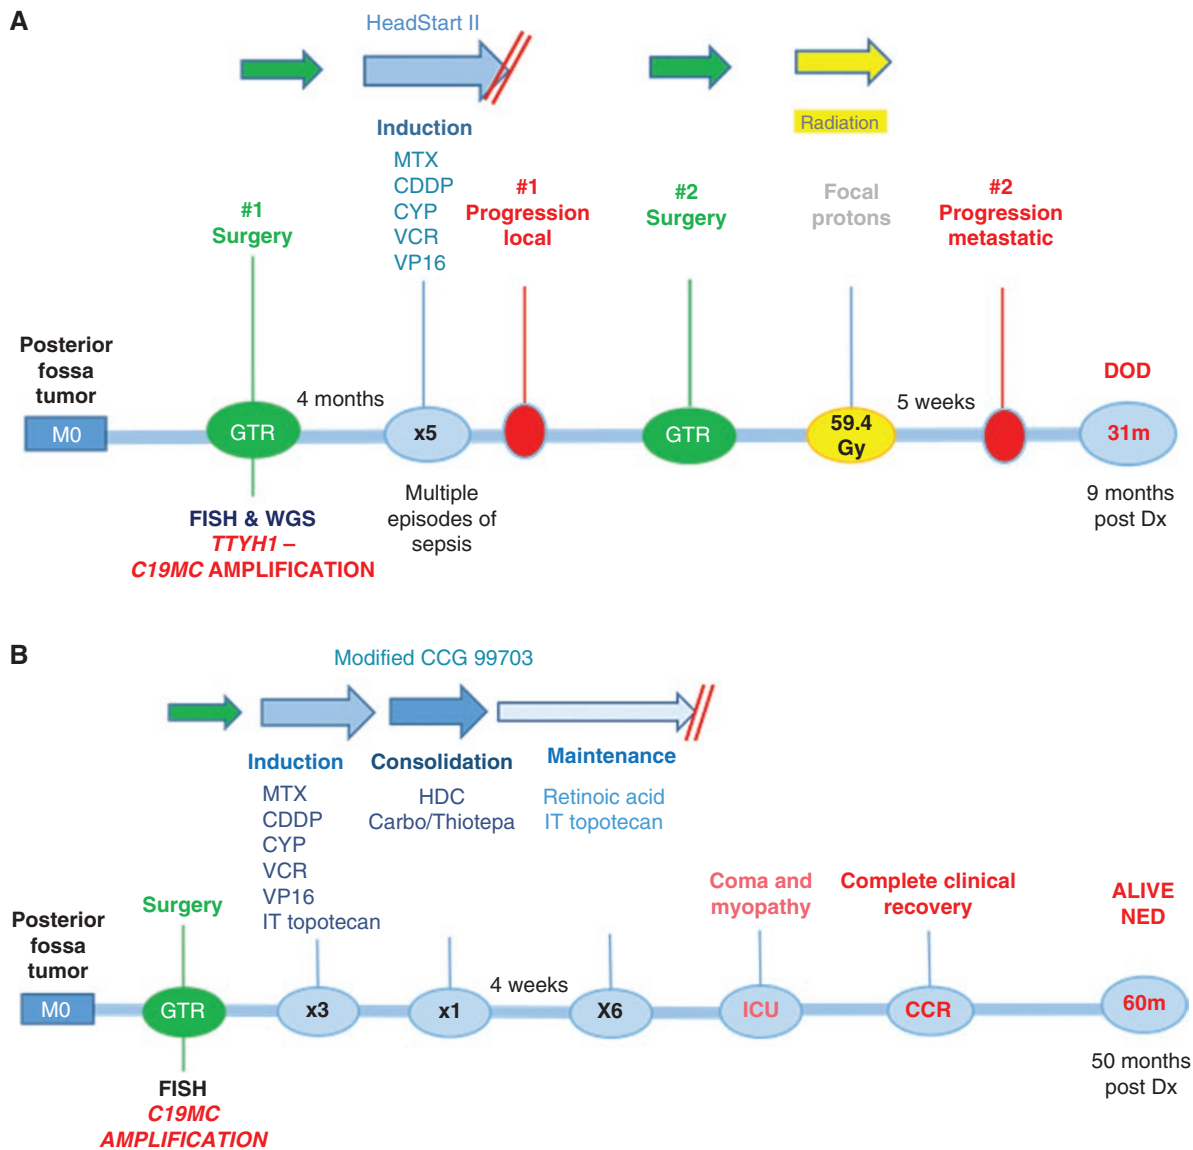 A
HeadStart II
Radiation
Induction
MTX
CDDP
CYP
VCR
VP16
#1
Surgery
#1
Progression
local
#2
Surgery
Focal
protons
#2
Progression
metastatic
Posterior
fossa
tumor
M0
GTR
4 months
x5
GTR
59.4
Gy
5 weeks
DOD
31m
FISH & WGS
TTYH1 –
C19MC AMPLIFICATION
Multiple
episodes of
sepsis
9 months
post Dx
B
Modified CCG 99703
Induction
MTX
CDDP
CYP
VCR
VP16
IT topotecan
Consolidation
HDC
Carbo/Thiotepa
Maintenance
Retinoic acid
IT topotecan
Surgery
Coma and
myopathy
Complete clinical
recovery
ALIVE
NED
Posterior
fossa
tumor
M0
GTR
x3
x1
4 weeks
X6
ICU
CCR
60m
FISH
C19MC
AMPLIFICATION
50 months
post Dx